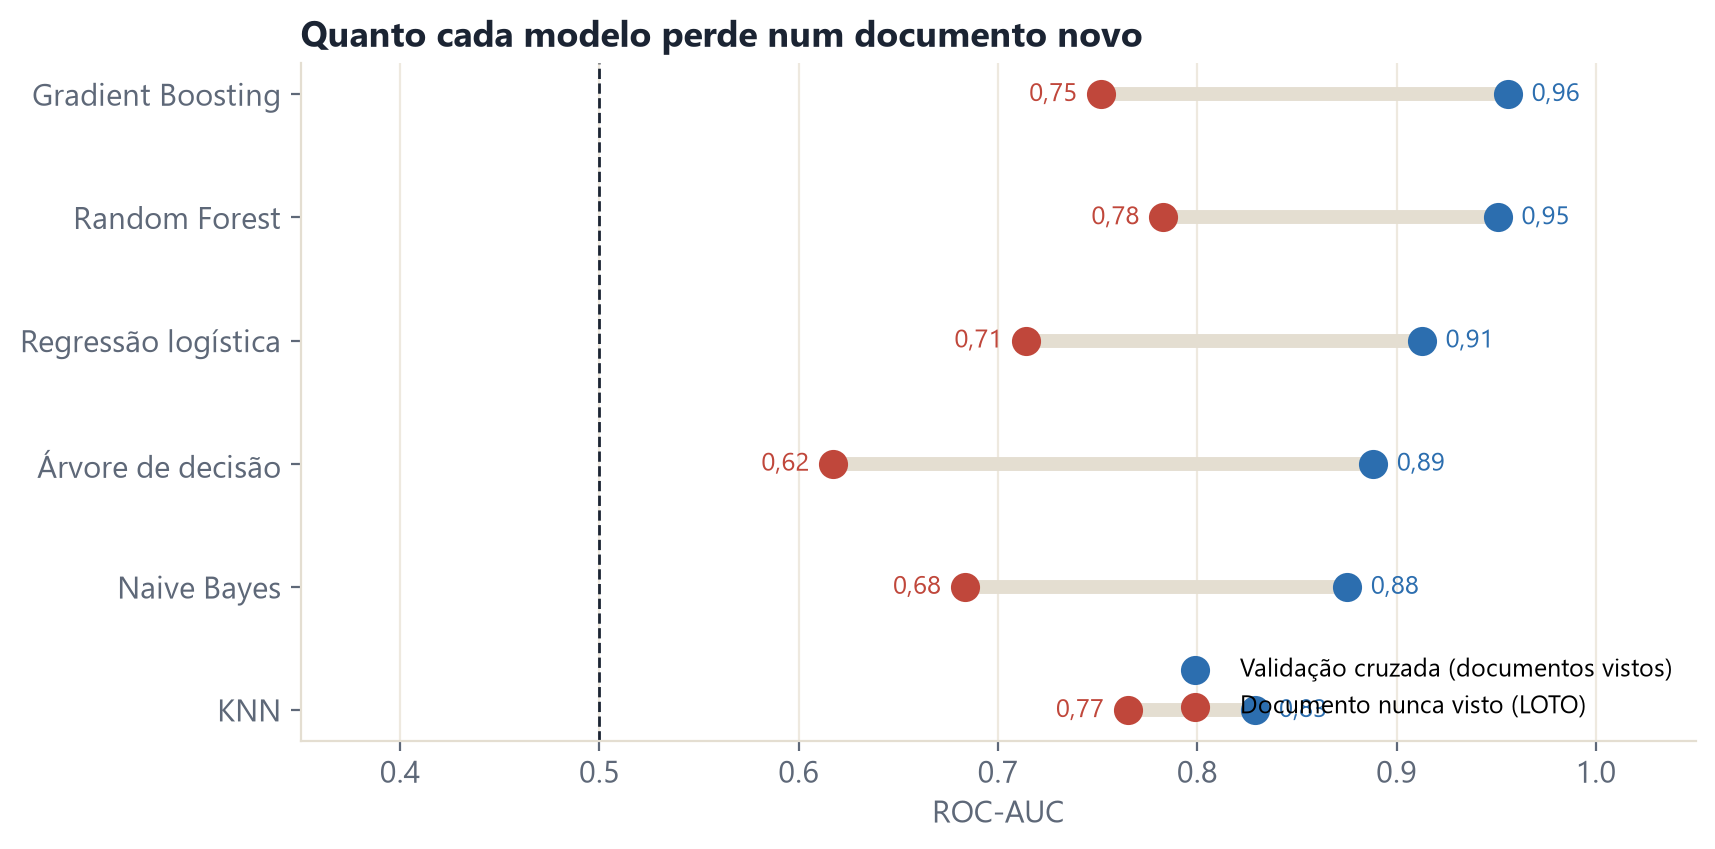 Quanto cada modelo perde num documento novo
Gradient Boosting
0,75
0,96
Random Forest
0,78
0,95
Regressão logística
0,71
0,91
Árvore de decisão
0,62
0,89
Naive Bayes
0,68
0,88
Validação cruzada (documentos vistos)
Documento nunca visto (LOTO)
KNN
0,77
0,83
0.4 0.5 0.6 0.7 0.8 0.9 1.0
ROC-AUC